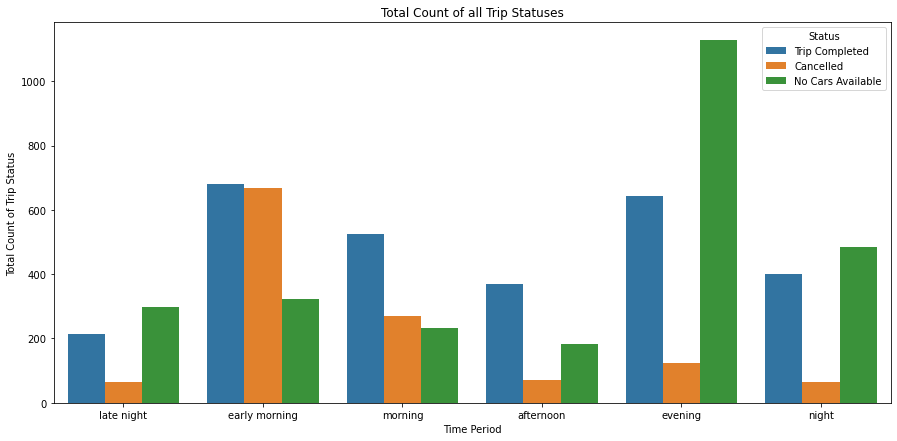 Total Count of all Trip Statuses
Status
Trip Completed
Cancelled
No Cars Available
Total Count of Trip Status
1000
800
600
400
200
0
late night
early morning
morning
afternoon
evening
night
Time Period